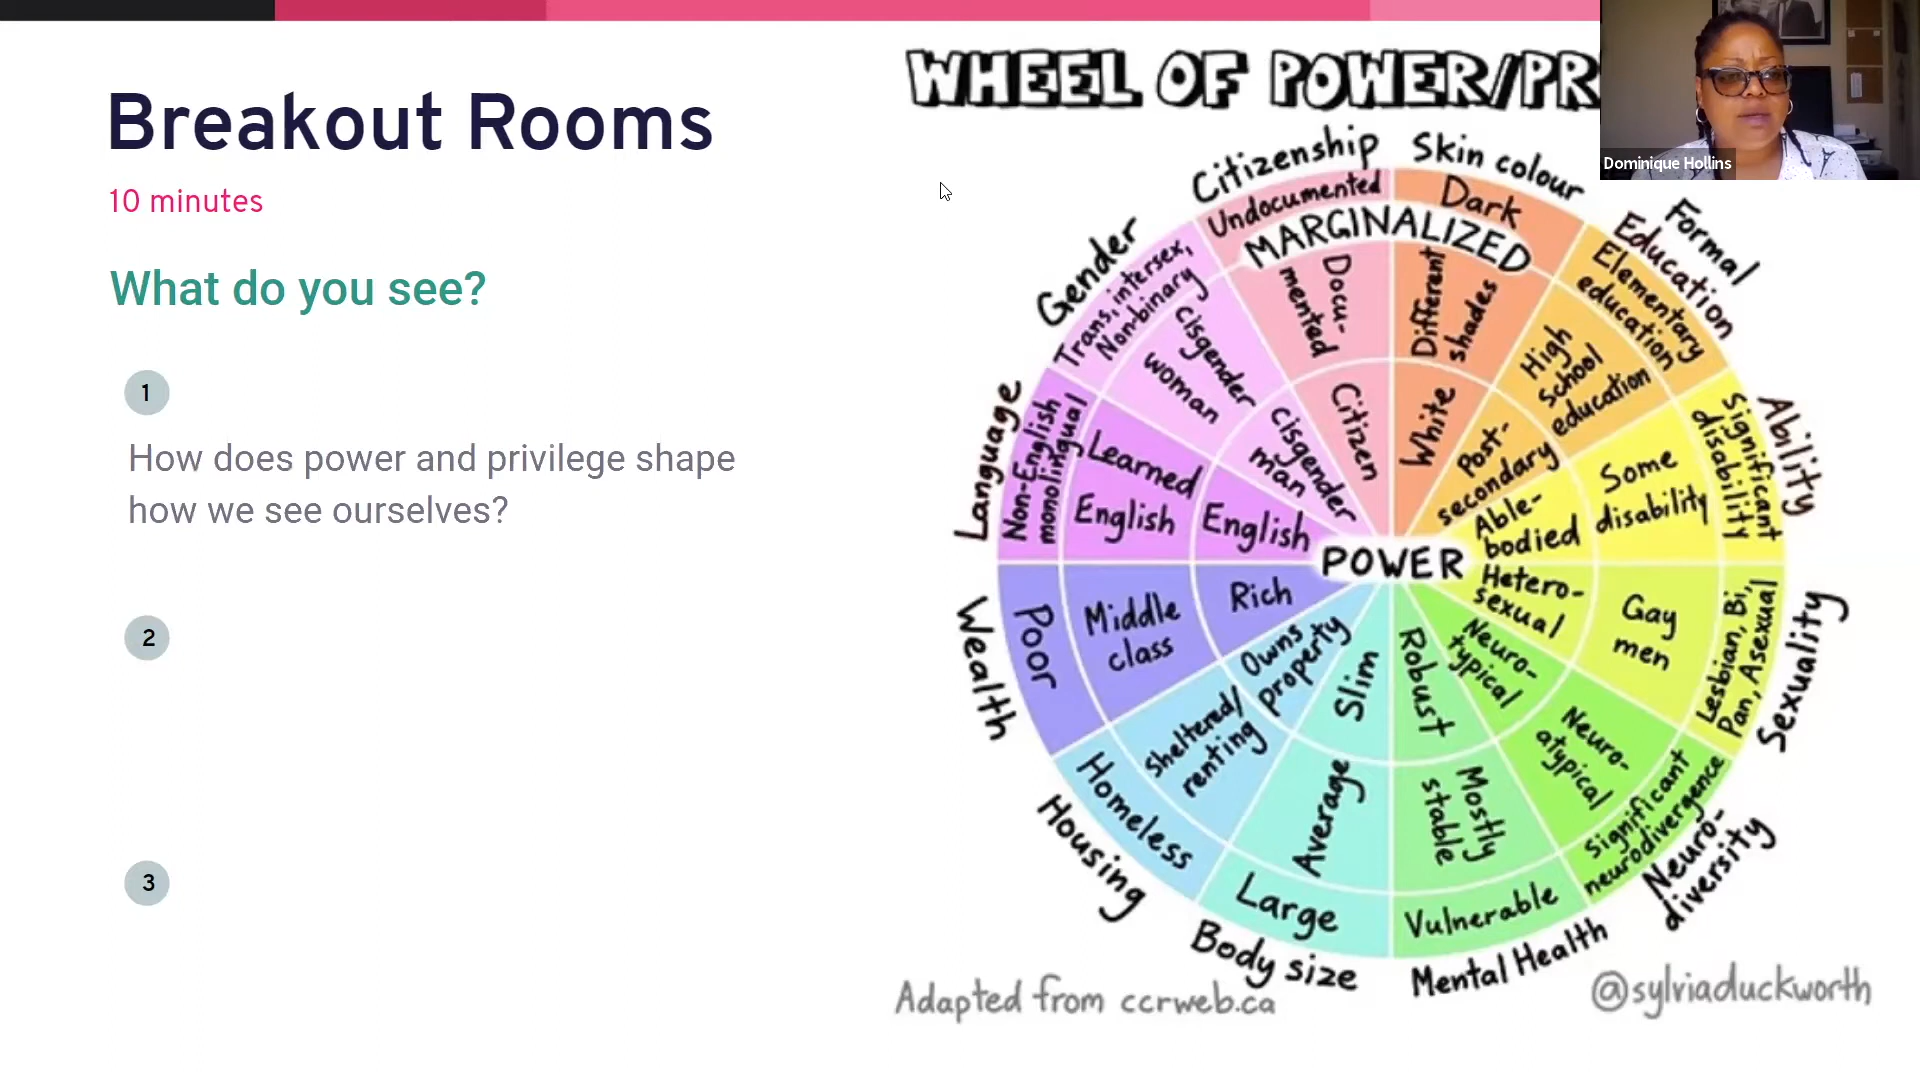 Breakout Rooms
10 minutes
What do you see?
1
How does power and privilege shape
how we see ourselves?
2
3
WHEEL OF POWER/PR
Dominique Hollins
Citizenship
Undocumented
Docu-
mented
Citizen
Skin colour
Dark
Different
shades
White
MARGINALIZED
Formal
Education
Elementary
education
High
school
education
Post-
secondary
Ability
Significant
disability
Some
disability
Able-
bodied
Sexuality
Lesbian, Bi,
Pan, Asexual
Gay
men
Hetero-
sexual
Neuro-
diversity
Significant
neurodivergence
Neuro-
atypical
Neuro-
typical
Mental Health
Vulnerable
Mostly
stable
Robust
Body size
Large
Average
Slim
Housing
Homeless
Sheltered/
renting
Owns
property
Wealth
Poor
Middle
class
Rich
Language
Non-English
monolingual
Learned
English
English
Gender
Trans, intersex,
Nonbinary
Cisgender
woman
Cisgender
man
POWER
Adapted from ccrweb.ca
@sylviaduckworth